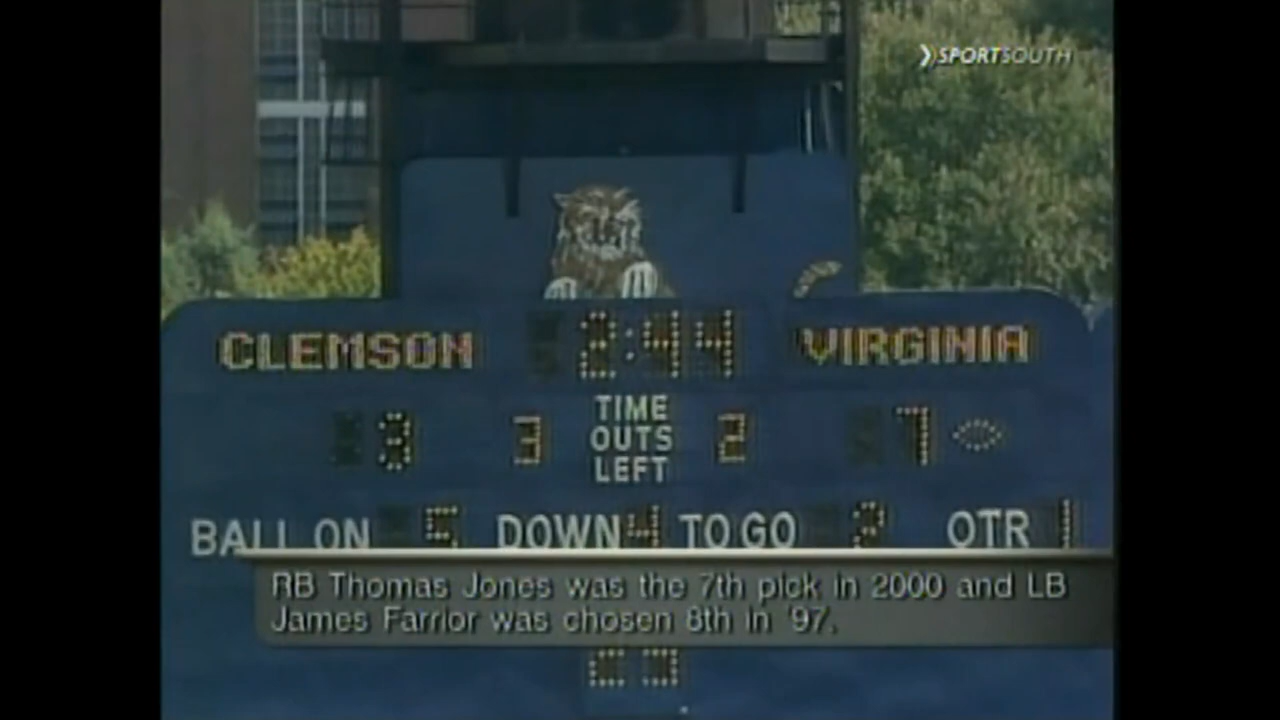 SPORTSOUTH
CLEMSON 2:44 VIRGINIA
3 3 TIME OUTS LEFT 2 7
BALL ON 5 DOWN 4 TO GO 2 QTR 1
RB Thomas Jones was the 7th pick in 2000 and LB
James Farrior was chosen 8th in '97.